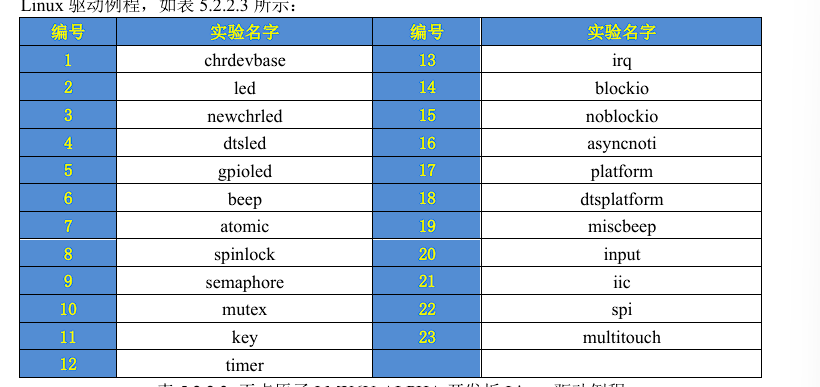 Linux 驱动例程，如表 5.2.2.3 所示：
编号 实验名字 编号 实验名字
1 chrdevbase 13 irq
2 led 14 blockio
3 newchrled 15 noblockio
4 dtsled 16 asyncnoti
5 gpioled 17 platform
6 beep 18 dtsplatform
7 atomic 19 miscbeep
8 spinlock 20 input
9 semaphore 21 iic
10 mutex 22 spi
11 key 23 multitouch
12 timer